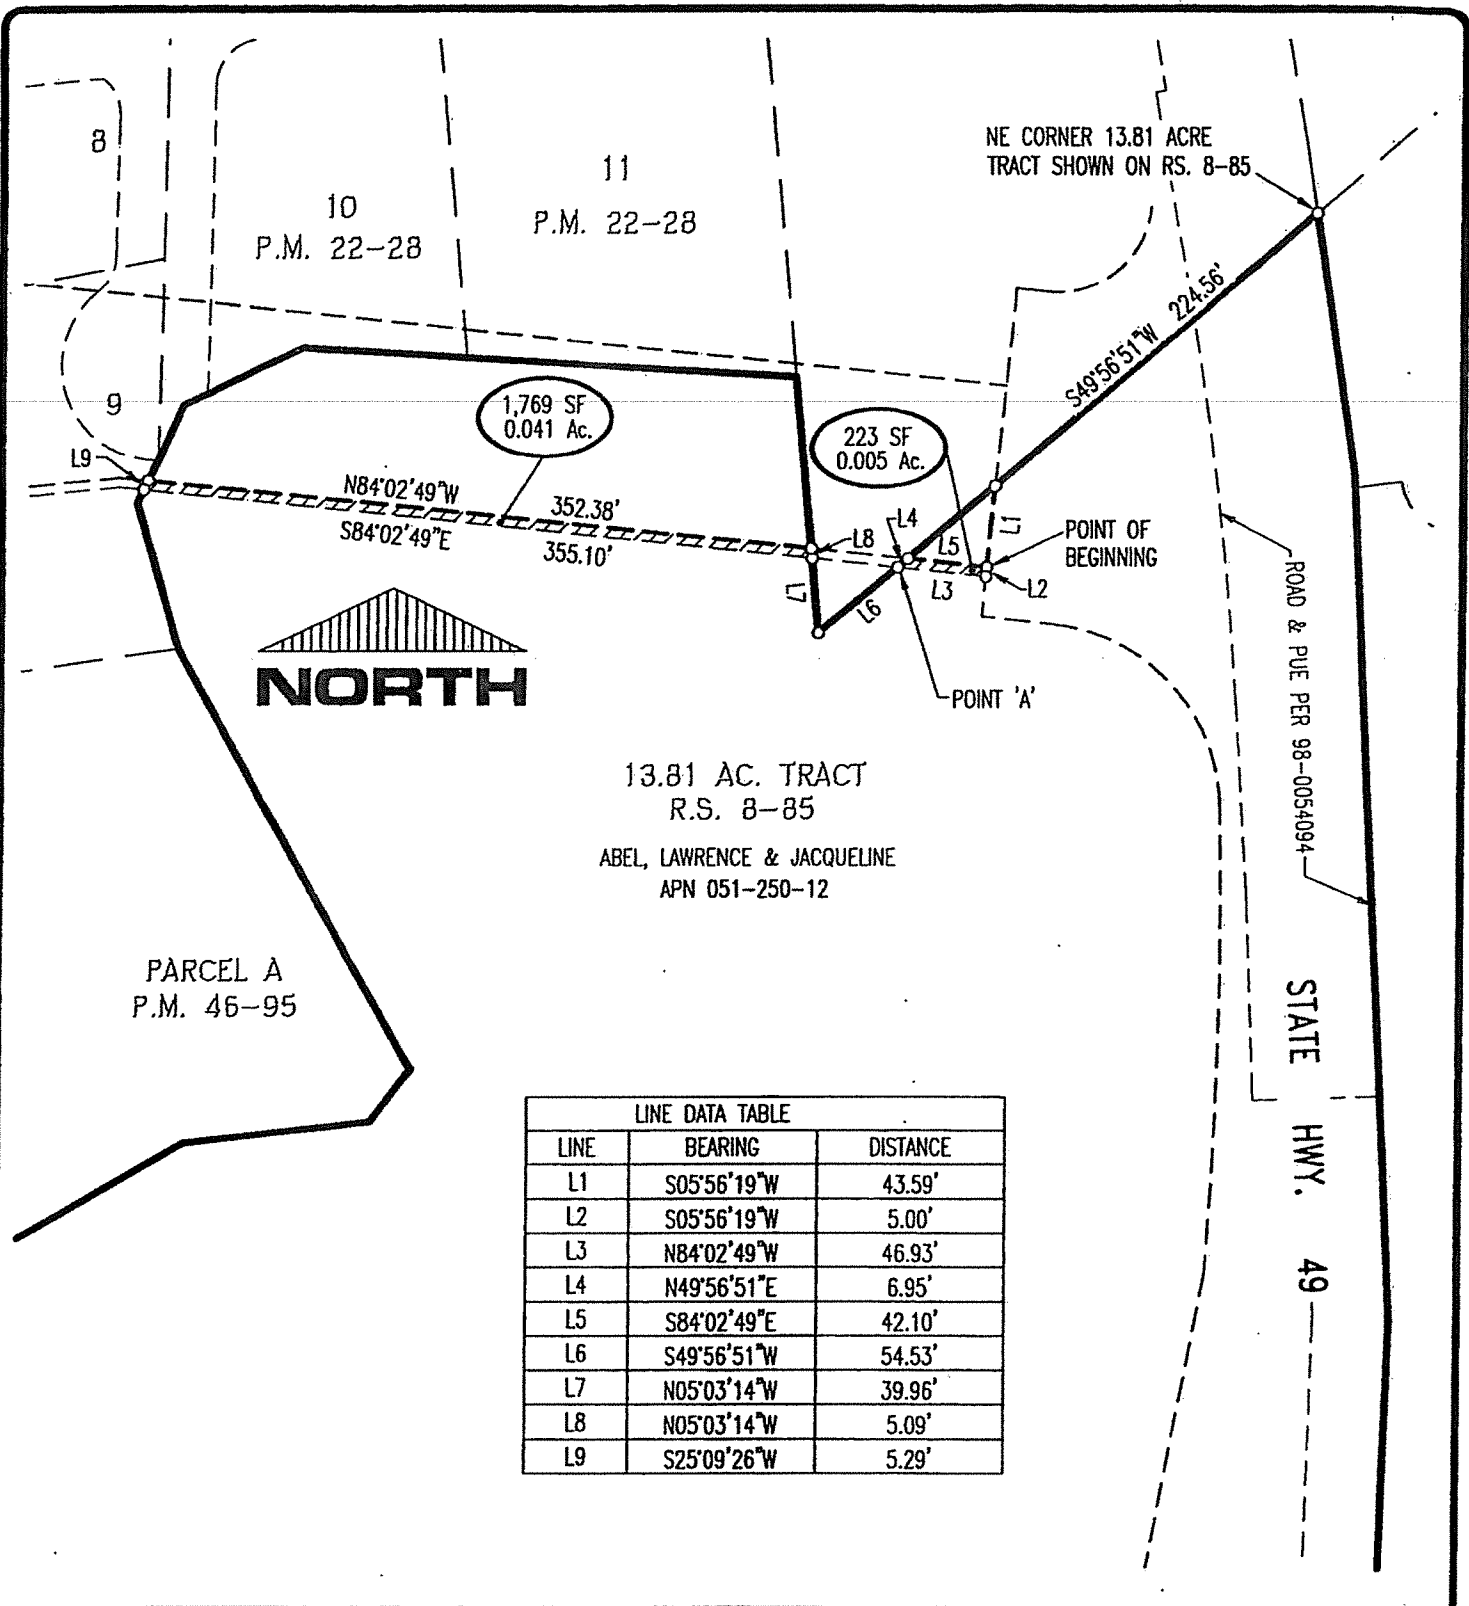 NE CORNER 13.81 ACRE
TRACT SHOWN ON RS. 8-85
8
11
P.M. 22-28
10
P.M. 22-28
224.56'
S49°56'51"W
9
1,769 SF
0.041 Ac.
223 SF
0.005 Ac.
L9
N84°02'49"W
352.38'
S84°02'49"E
355.10'
L8
L4
L5
L1
POINT OF
BEGINNING
L7
L3
L2
L6
POINT 'A'
NORTH
ROAD & PUE PER 98-0054094
13.81 AC. TRACT
R.S. 8-85
ABEL, LAWRENCE & JACQUELINE
APN 051-250-12
PARCEL A
P.M. 46-95
STATE HWY. 49
LINE DATA TABLE
LINE BEARING DISTANCE
L1 S05°56'19"W 43.59'
L2 S05°56'19"W 5.00'
L3 N84°02'49"W 46.93'
L4 N49°56'51"E 6.95'
L5 S84°02'49"E 42.10'
L6 S49°56'51"W 54.53'
L7 N05°03'14"W 39.96'
L8 N05°03'14"W 5.09'
L9 S25°09'26"W 5.29'